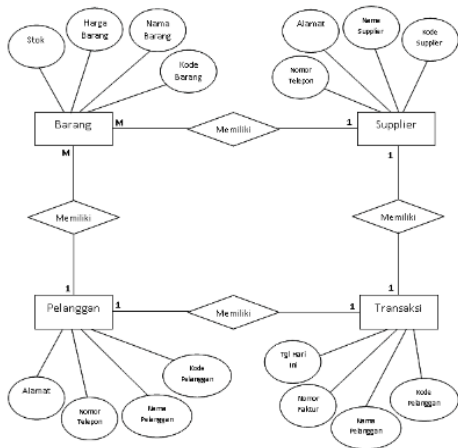 Stok
Harga
Barang
Nama
Barang
Kode
Barang
Alamat
Nama
Supplier
Kode
Supplier
Nomor
Telepon
Barang
M
Memiliki
1
Supplier
M
1
Memiliki
Memiliki
1
1
Pelanggan
1
Memiliki
1
Transaksi
Alamat
Nomor
Telepon
Nama
Pelanggan
Kode
Pelanggan
Tgl Hari
Ini
Nomor
Faktur
Nama
Pelanggan
Kode
Pelanggan